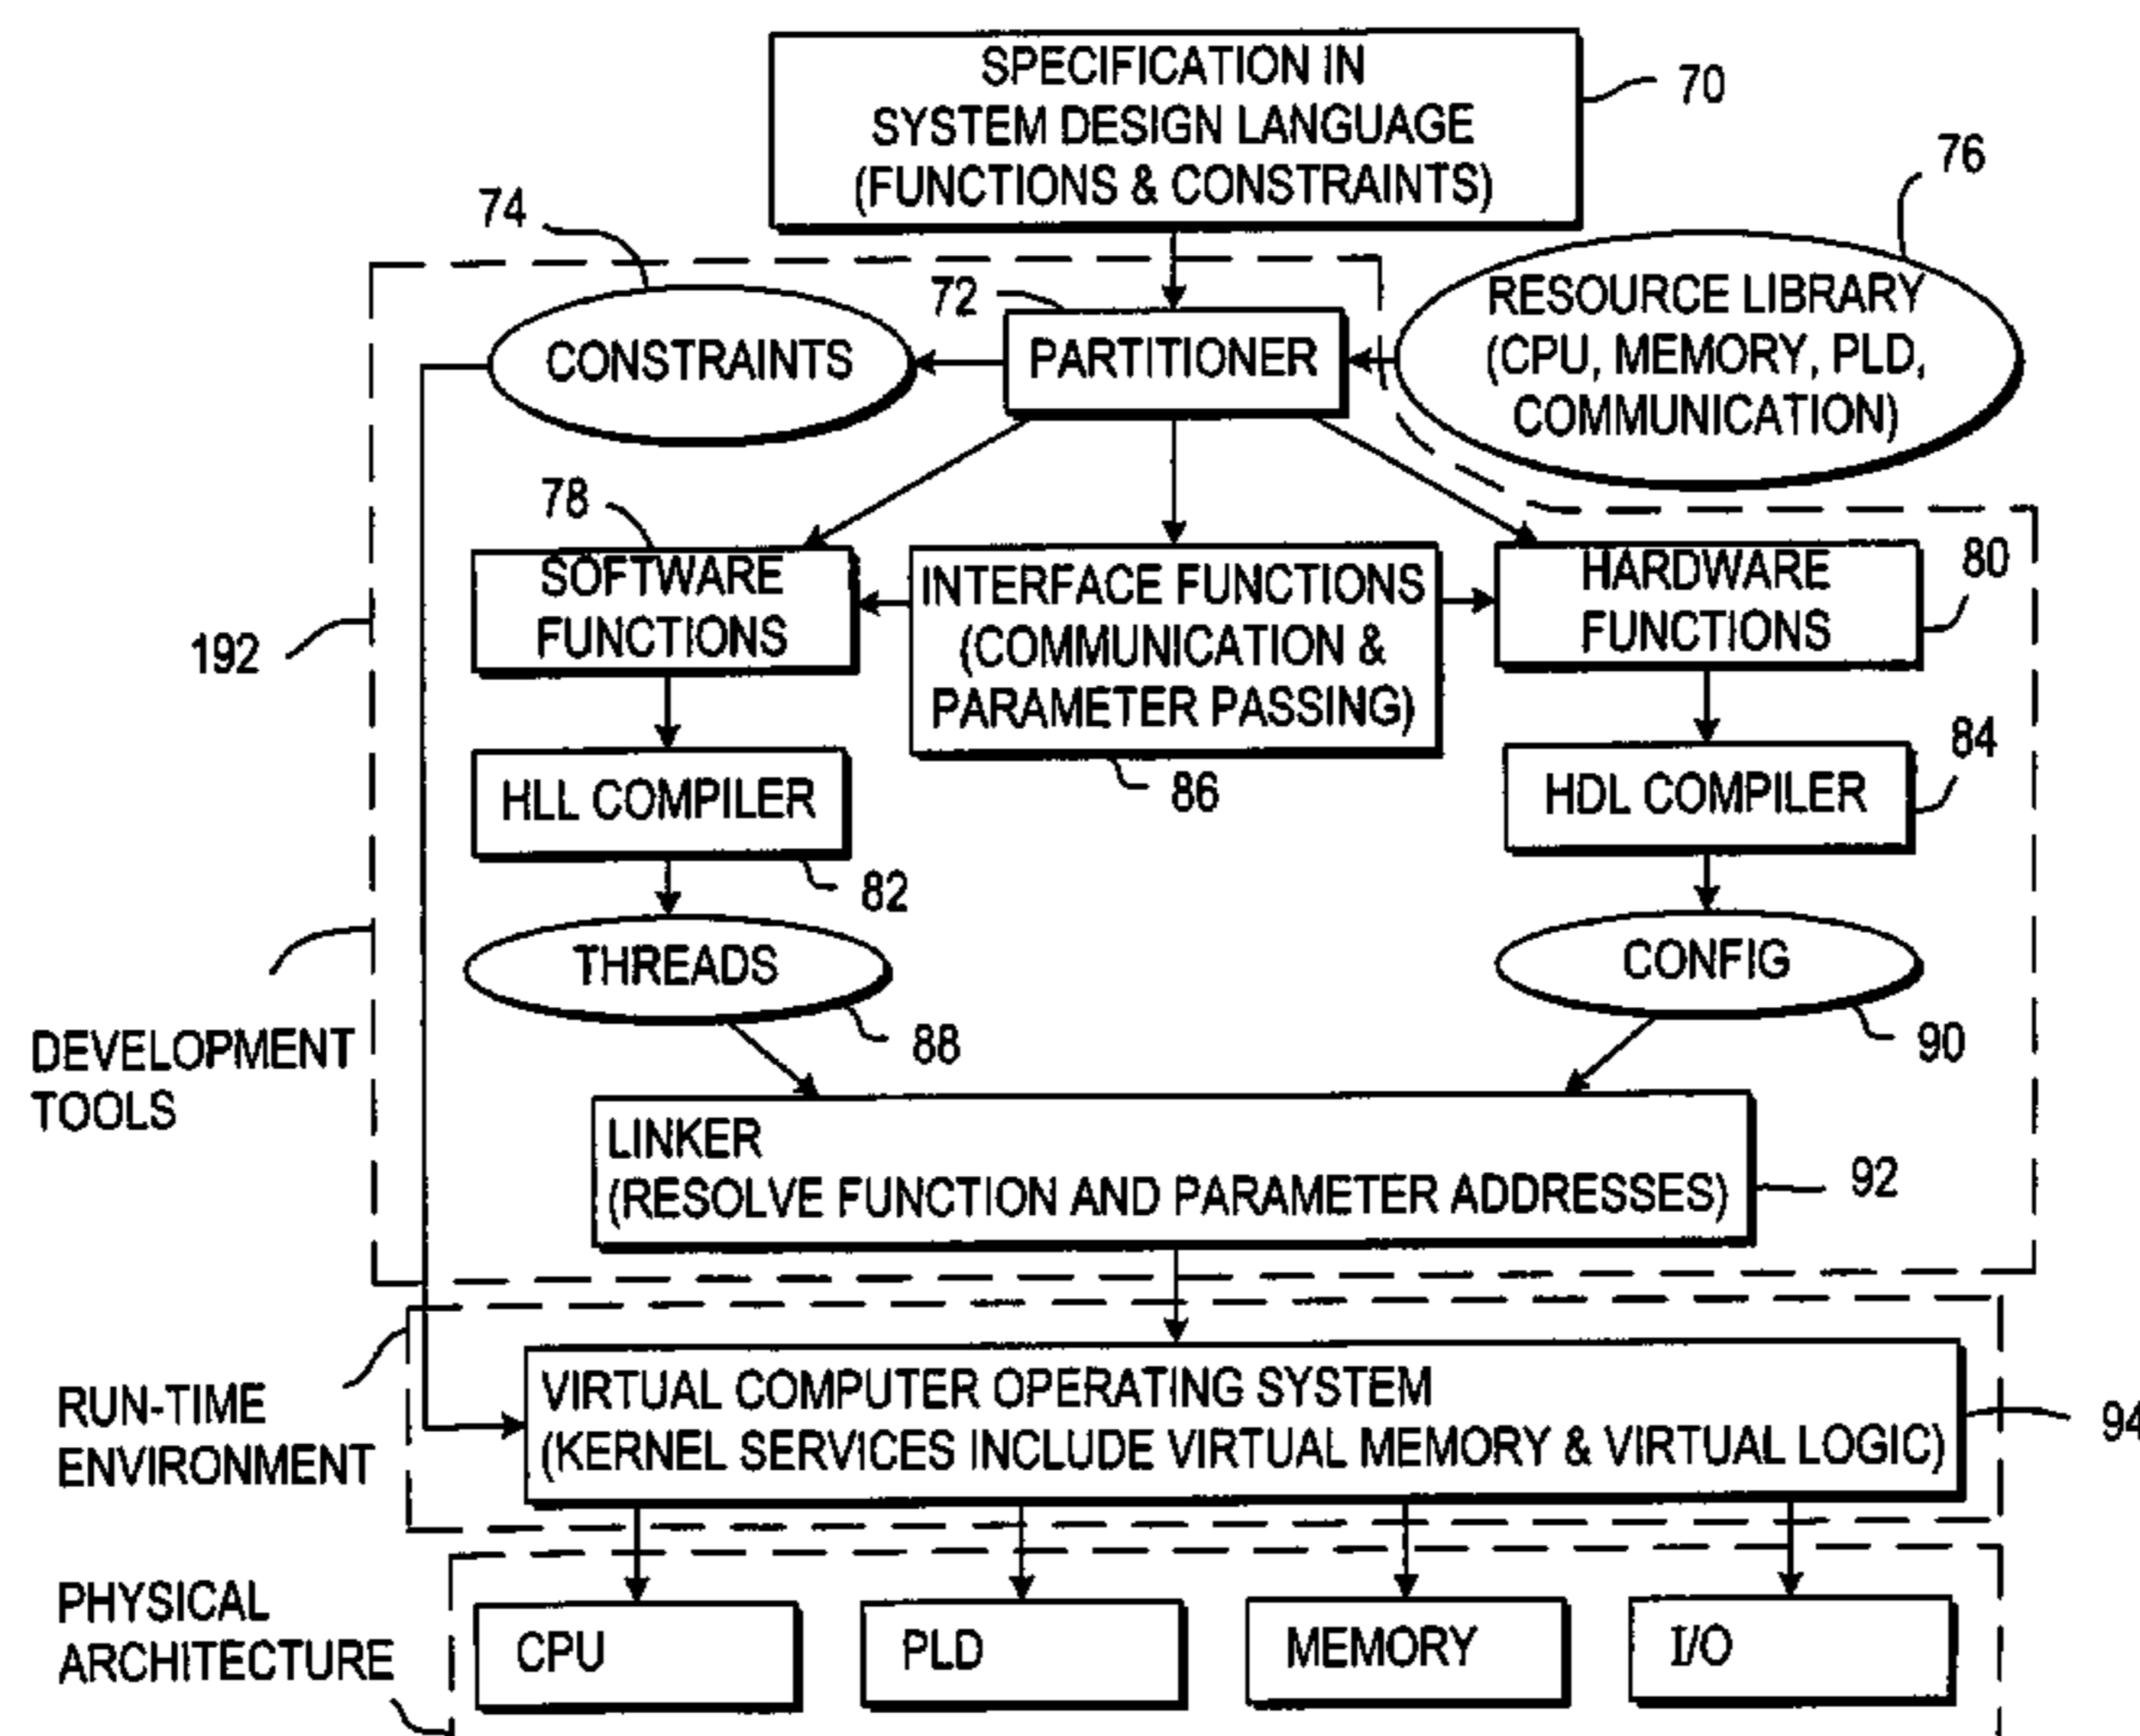 SPECIFICATION IN
SYSTEM DESIGN LANGUAGE
(FUNCTIONS & CONSTRAINTS)
70
76
74
72
CONSTRAINTS
PARTITIONER
RESOURCE LIBRARY
(CPU, MEMORY, PLD,
COMMUNICATION)
78
SOFTWARE
FUNCTIONS
INTERFACE FUNCTIONS
(COMMUNICATION &
PARAMETER PASSING)
HARDWARE
FUNCTIONS
80
192
HLL COMPILER
86
HDL COMPILER
84
82
THREADS
CONFIG
88
90
DEVELOPMENT
TOOLS
LINKER
(RESOLVE FUNCTION AND PARAMETER ADDRESSES)
92
RUN-TIME
ENVIRONMENT
VIRTUAL COMPUTER OPERATING SYSTEM
(KERNEL SERVICES INCLUDE VIRTUAL MEMORY & VIRTUAL LOGIC)
94
PHYSICAL
ARCHITECTURE
CPU
PLD
MEMORY
I/O